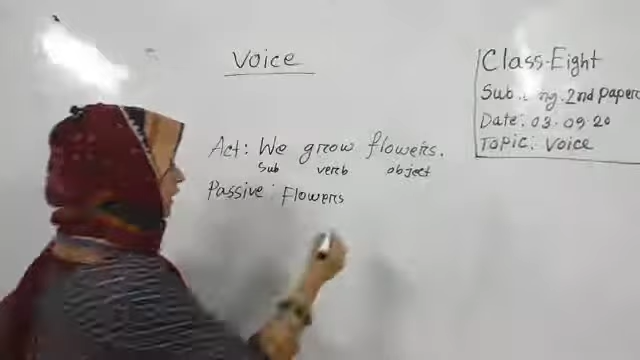 Voice
Class-Eight
Sub: ng. 2nd paper
Date: 03.09.20
Topic: Voice
Act: We grow flowers.
Sub verb object
Passive: Flowers